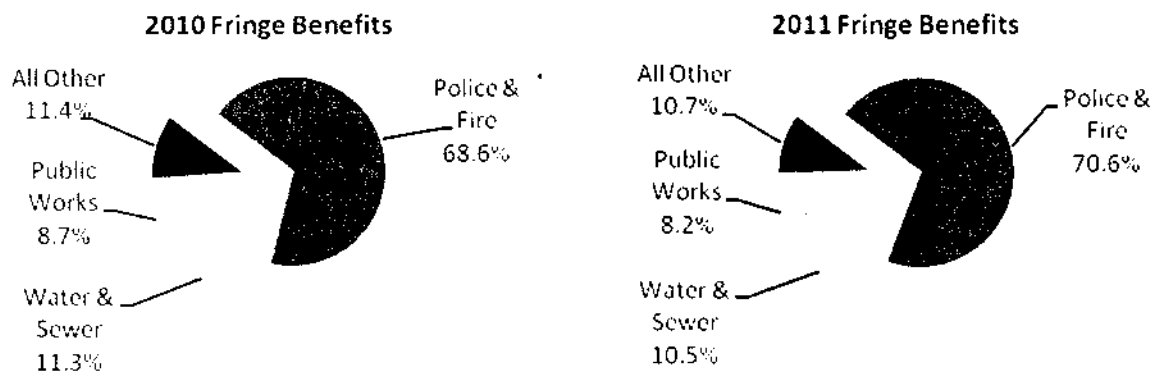 2010 Fringe Benefits
All Other
11.4%
Police &
Fire
68.6%
Public
Works
8.7%
Water &
Sewer
11.3%
2011 Fringe Benefits
All Other
10.7%
Police &
Fire
70.6%
Public
Works
8.2%
Water &
Sewer
10.5%